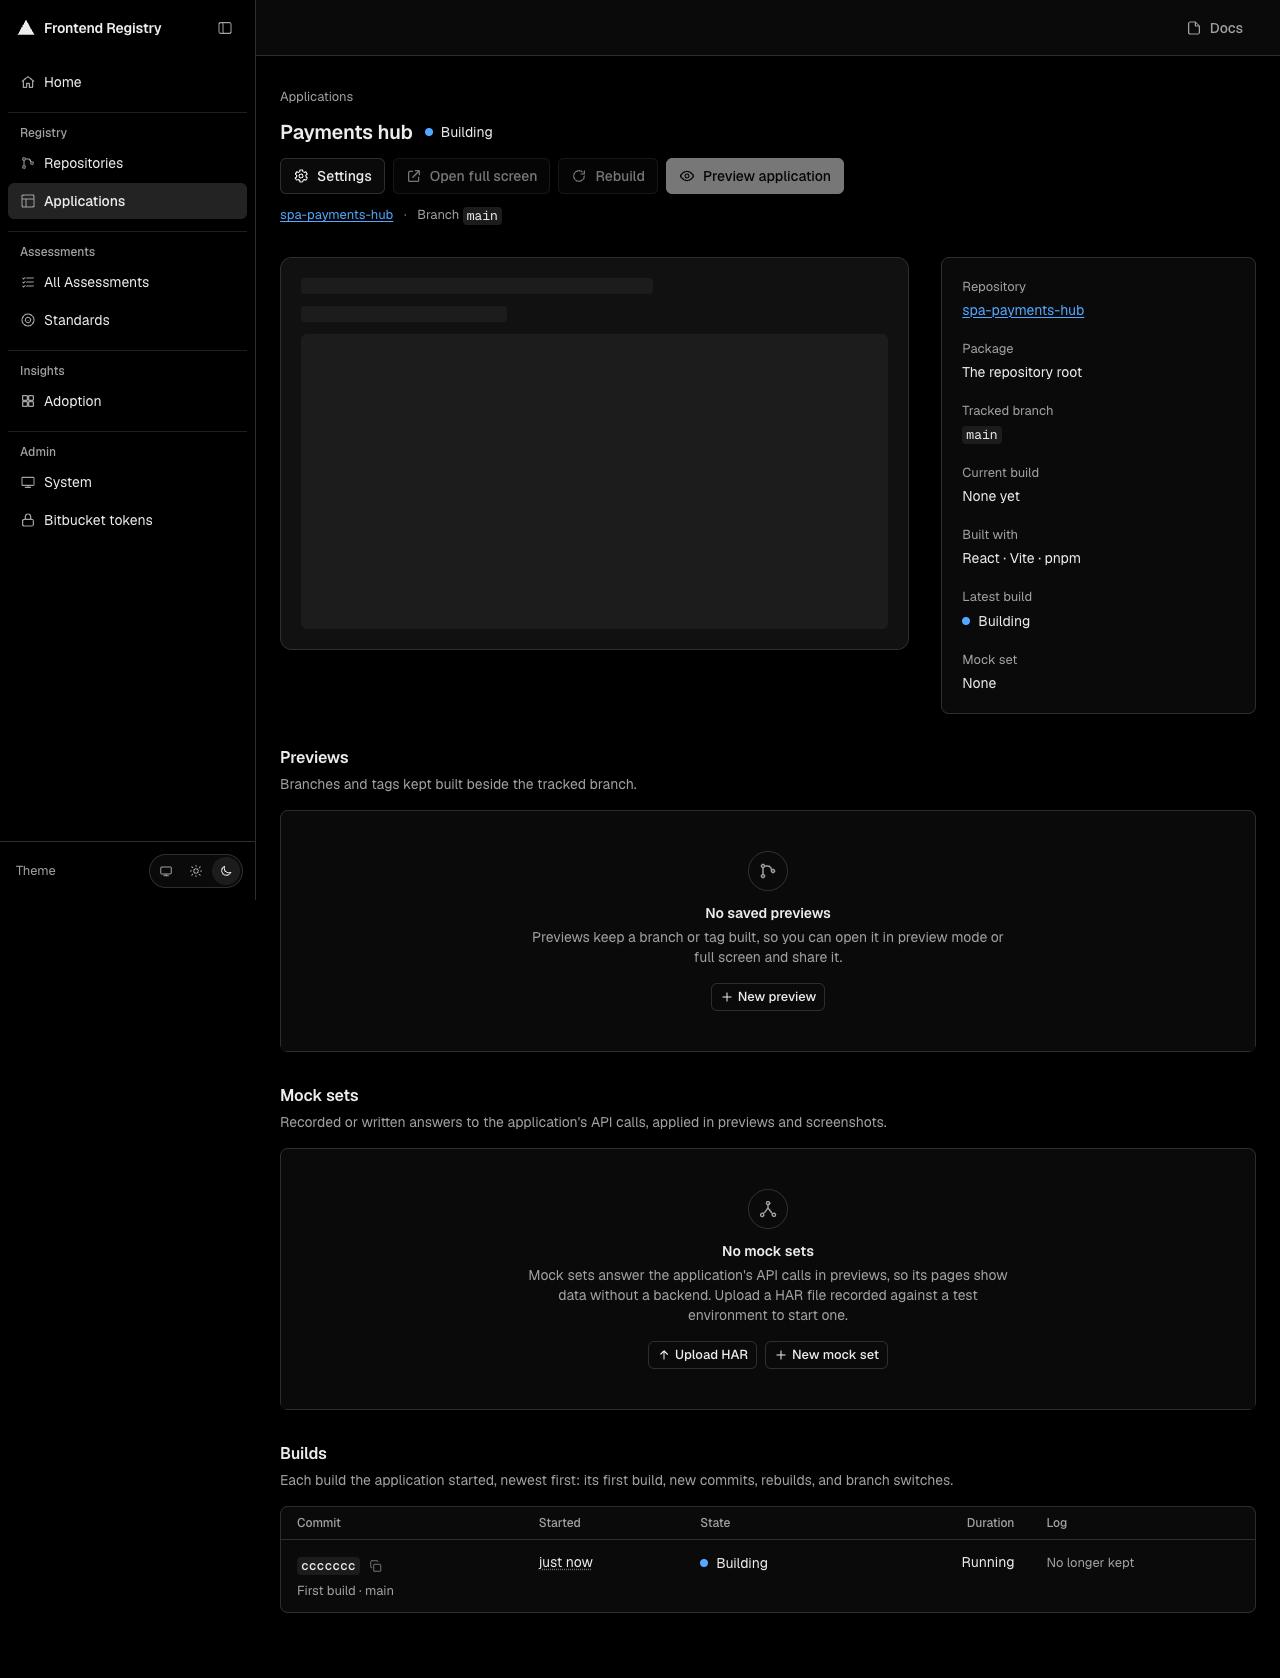 Frontend Registry
Docs
Home
Registry
Repositories
Applications
Assessments
All Assessments
Standards
Insights
Adoption
Admin
System
Bitbucket tokens
Theme
Applications
Payments hub
Building
Settings
Open full screen
Rebuild
Preview application
spa-payments-hub · Branch main
Repository
spa-payments-hub
Package
The repository root
Tracked branch
main
Current build
None yet
Built with
React · Vite · pnpm
Latest build
Building
Mock set
None
Previews
Branches and tags kept built beside the tracked branch.
No saved previews
Previews keep a branch or tag built, so you can open it in preview mode or
full screen and share it.
New preview
Mock sets
Recorded or written answers to the application's API calls, applied in previews and screenshots.
No mock sets
Mock sets answer the application's API calls in previews, so its pages show
data without a backend. Upload a HAR file recorded against a test
environment to start one.
Upload HAR
New mock set
Builds
Each build the application started, newest first: its first build, new commits, rebuilds, and branch switches.
Commit Started State Duration Log
ccccccc just now Building Running No longer kept
First build · main